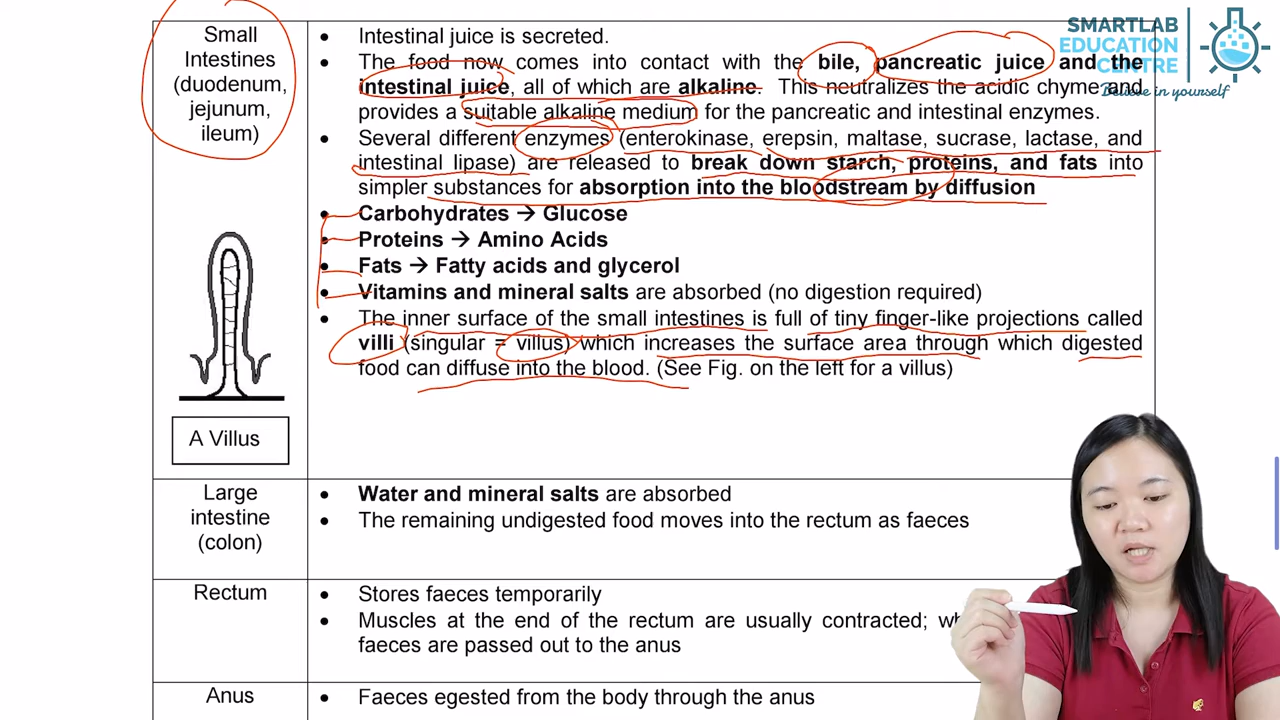 SMARTLAB
EDUCATION
CENTRE
Believe in yourself
Small
Intestines
(duodenum,
jejunum,
ileum)
• Intestinal juice is secreted.
• The food now comes into contact with the bile, pancreatic juice and the
intestinal juice, all of which are alkaline. This neutralizes the acidic chyme and
provides a suitable alkaline medium for the pancreatic and intestinal enzymes.
• Several different enzymes (enterokinase, erepsin, maltase, sucrase, lactase, and
intestinal lipase) are released to break down starch, proteins, and fats into
simpler substances for absorption into the bloodstream by diffusion
• Carbohydrates → Glucose
• Proteins → Amino Acids
• Fats → Fatty acids and glycerol
• Vitamins and mineral salts are absorbed (no digestion required)
• The inner surface of the small intestines is full of tiny finger-like projections called
villi (singular = villus) which increases the surface area through which digested
food can diffuse into the blood. (See Fig. on the left for a villus)
A Villus
Large
intestine
(colon)
• Water and mineral salts are absorbed
• The remaining undigested food moves into the rectum as faeces
Rectum
• Stores faeces temporarily
• Muscles at the end of the rectum are usually contracted;
faeces are passed out to the anus
Anus
• Faeces egested from the body through the anus